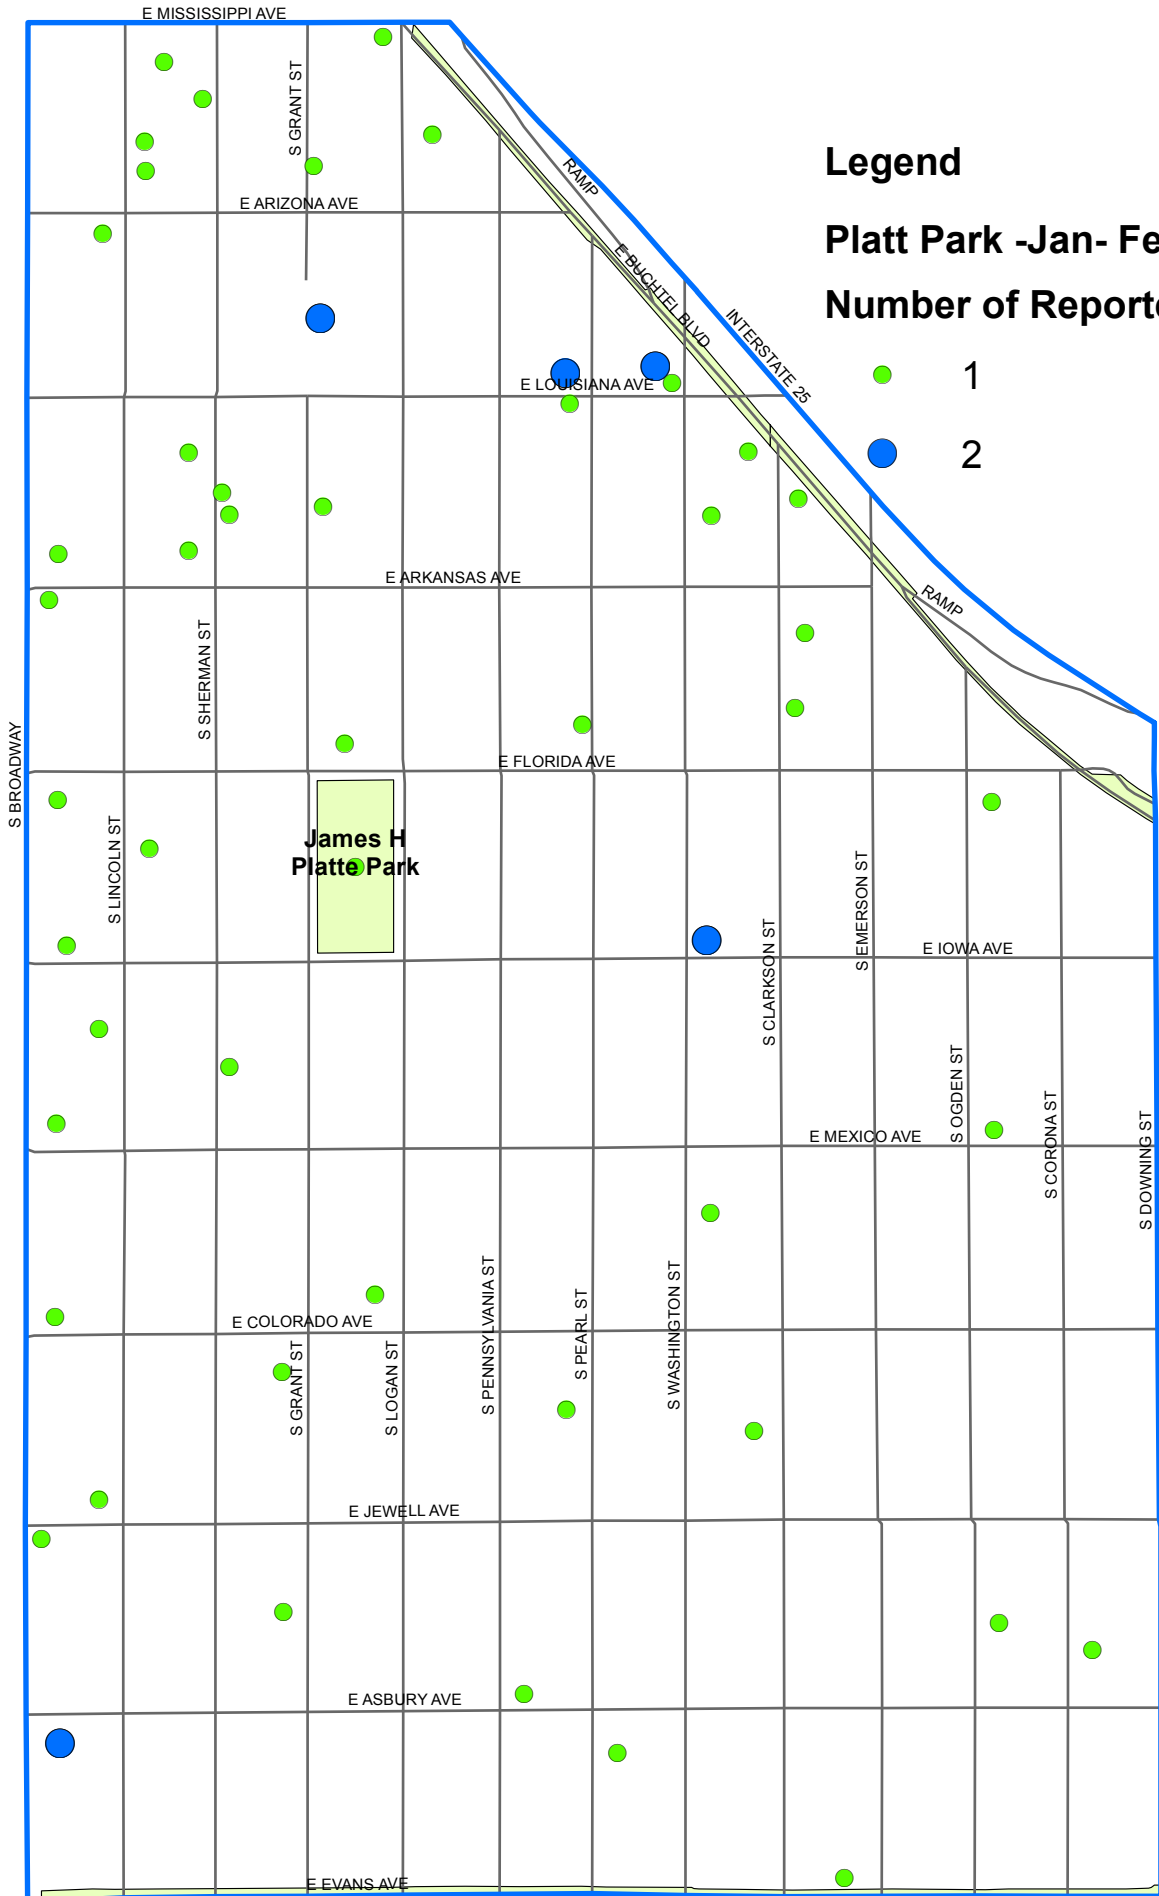 E MISSISSIPPI AVE
S GRANT ST
RAMP
Legend
E ARIZONA AVE
Platt Park -Jan- Fe
E BUCHTEL BLVD
Number of Reporte
INTERSTATE 25
E LOUISIANA AVE
1
2
E ARKANSAS AVE
RAMP
S SHERMAN ST
S BROADWAY
E FLORIDA AVE
James H
Platte Park
S LINCOLN ST
S EMERSON ST
S CLARKSON ST
E IOWA AVE
S OGDEN ST
S CORONA ST
S DOWNING ST
E MEXICO AVE
S PENNSYLVANIA ST
S PEARL ST
S WASHINGTON ST
E COLORADO AVE
S GRANT ST
S LOGAN ST
E JEWELL AVE
E ASBURY AVE
E EVANS AVE